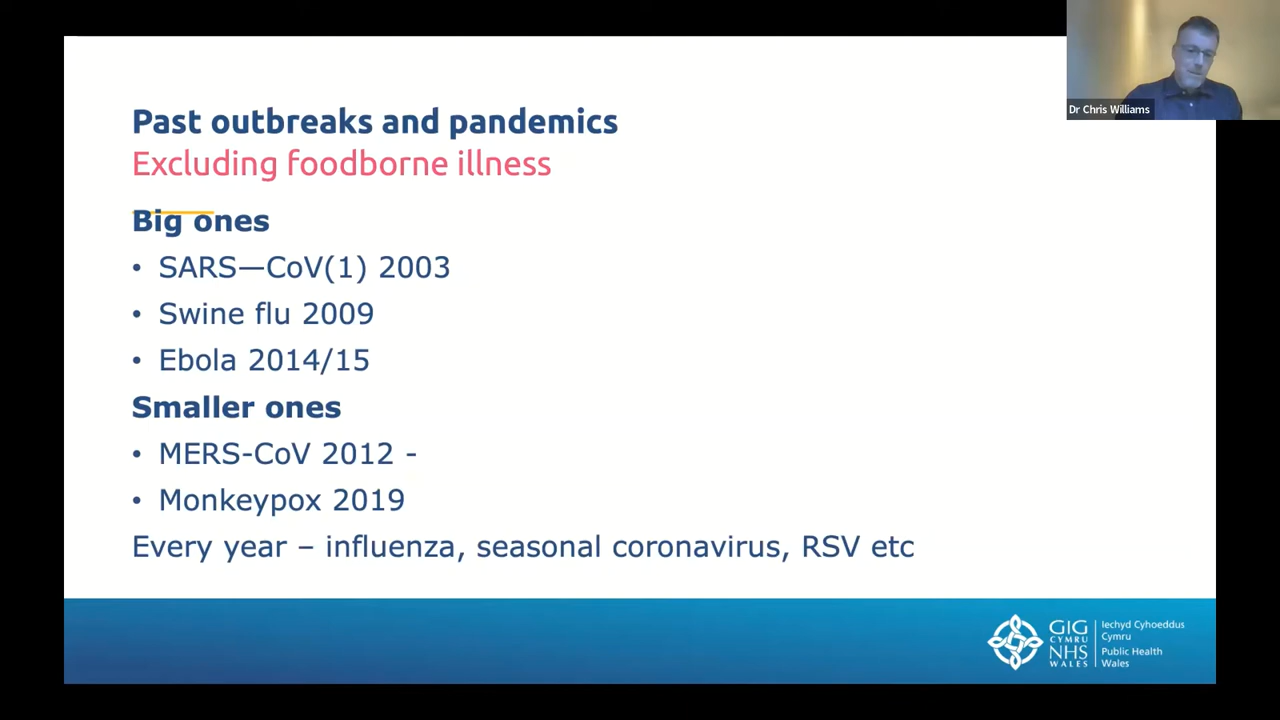 Dr Chris Williams
Past outbreaks and pandemics
Excluding foodborne illness
Big ones
• SARS—CoV(1) 2003
• Swine flu 2009
• Ebola 2014/15
Smaller ones
• MERS-CoV 2012 -
• Monkeypox 2019
Every year – influenza, seasonal coronavirus, RSV etc
GIG
CYMRU
NHS
WALES
Iechyd Cyhoeddus
Cymru
Public Health
Wales